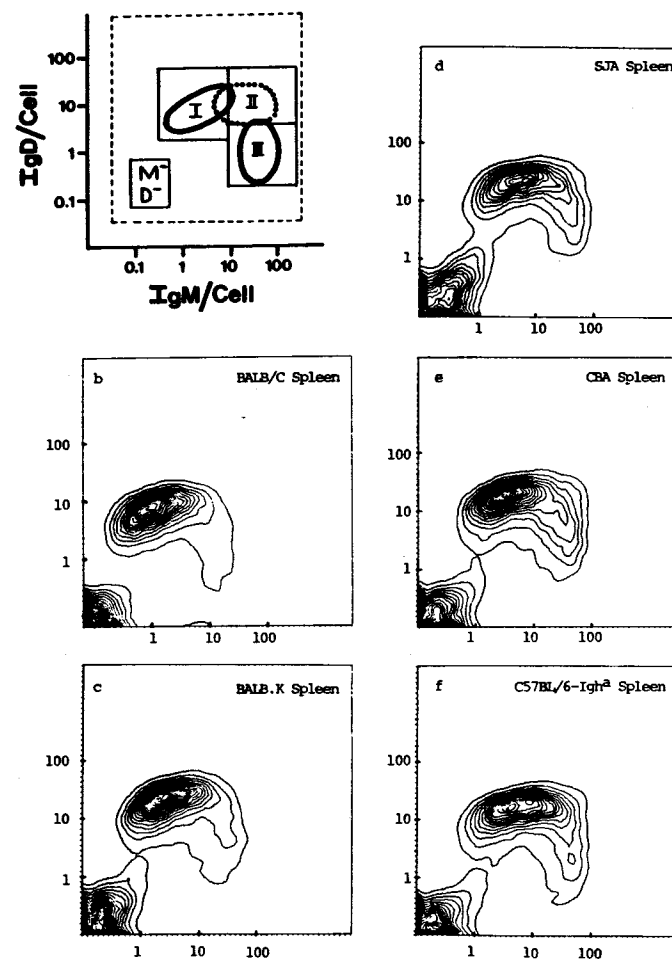 100
10
1
0.1
IgD/Cell
I
II
III
M-
D-
0.1 1 10 100
IgM/Cell
d SJA Spleen
100
10
1
1 10 100
b BALB/C Spleen
100
10
1
1 10 100
e CBA Spleen
100
10
1
1 10 100
c BALB.K Spleen
100
10
1
1 10 100
f C57BL/6-Igha Spleen
100
10
1
1 10 100